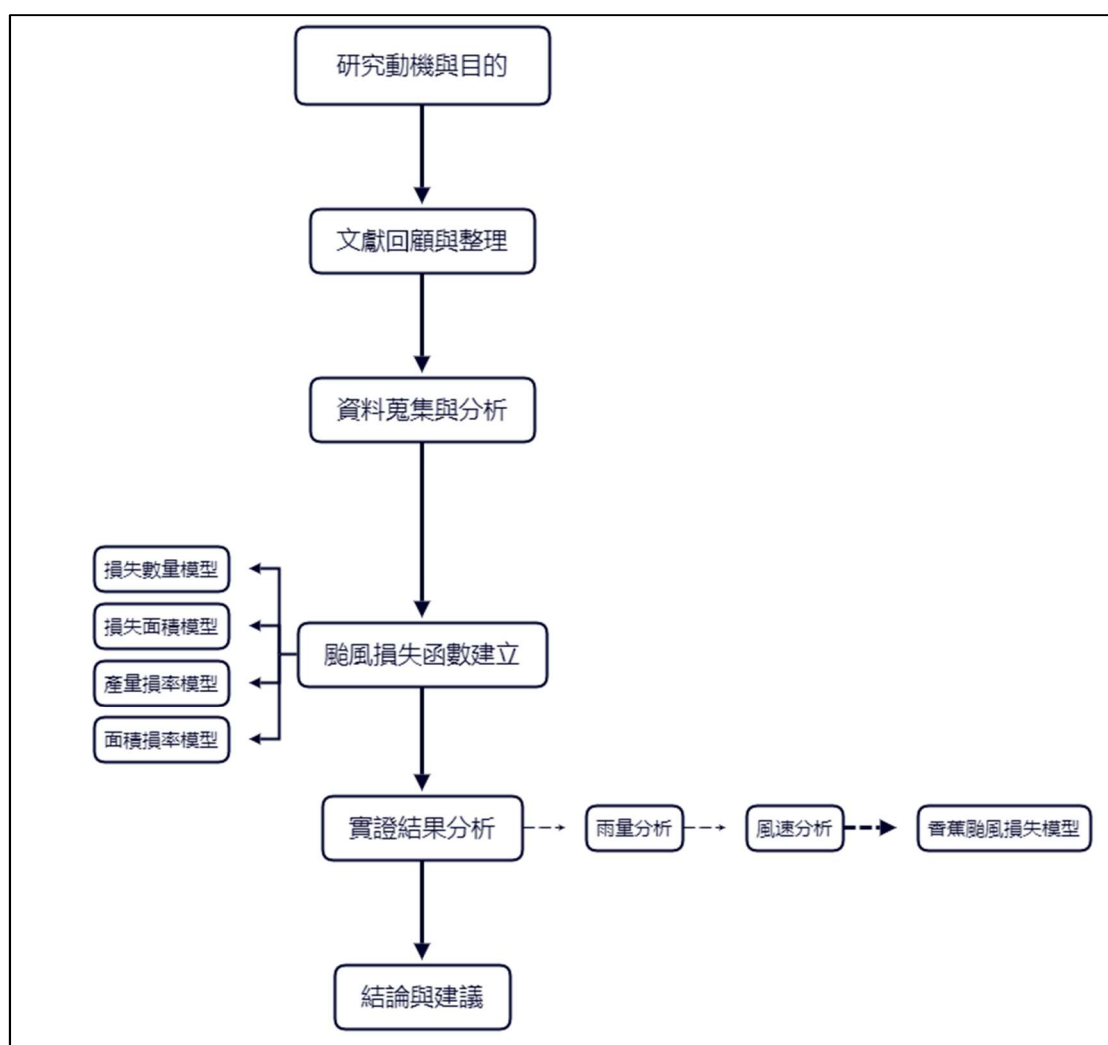 研究動機與目的
文獻回顧與整理
資料蒐集與分析
損失數量模型
損失面積模型
產量損率模型
面積損率模型
颱風損失函數建立
實證結果分析
雨量分析
風速分析
香蕉颱風損失模型
結論與建議